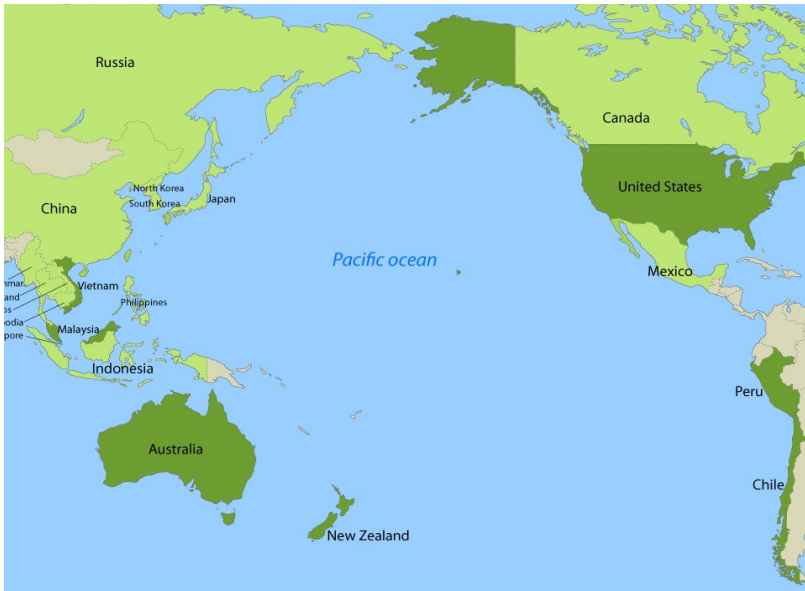 Russia
Canada
North Korea
United States
South Korea
Japan
China
Pacific ocean
Mexico
Vietnam
Philippines
Malaysia
Indonesia
Peru
Australia
Chile
New Zealand